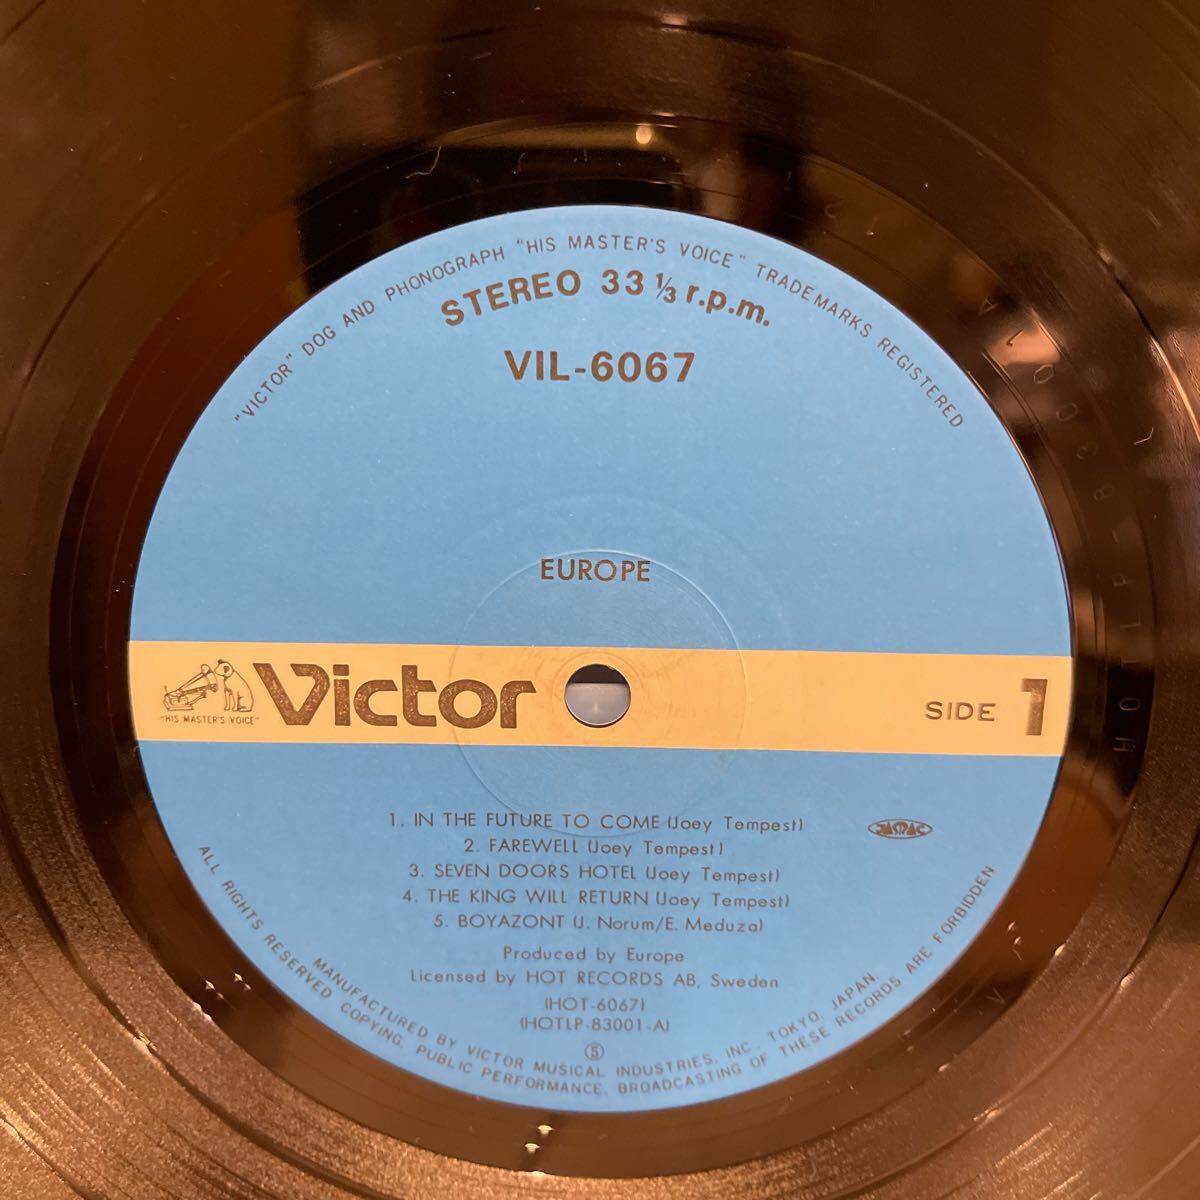 "VICTOR" DOG AND PHONOGRAPH "HIS MASTER'S VOICE" TRADEMARKS REGISTERED
STEREO 33 1/3 r.p.m.
VIL-6067
EUROPE
"HIS MASTER'S VOICE"
Victor
SIDE 1
1. IN THE FUTURE TO COME (Joey Tempest)
2. FAREWELL (Joey Tempest)
3. SEVEN DOORS HOTEL (Joey Tempest)
4. THE KING WILL RETURN (Joey Tempest)
5. BOYAZONT (J. Norum/E. Meduza)
JASRAC
Produced by Europe
Licensed by HOT RECORDS AB, Sweden
(HOT-6067)
(HOTLP-83001-A)
⑤
MANUFACTURED BY VICTOR MUSICAL INDUSTRIES, INC., TOKYO, JAPAN.
ALL RIGHTS RESERVED COPYING, PUBLIC PERFORMANCE, BROADCASTING OF THESE RECORDS ARE FORBIDDEN